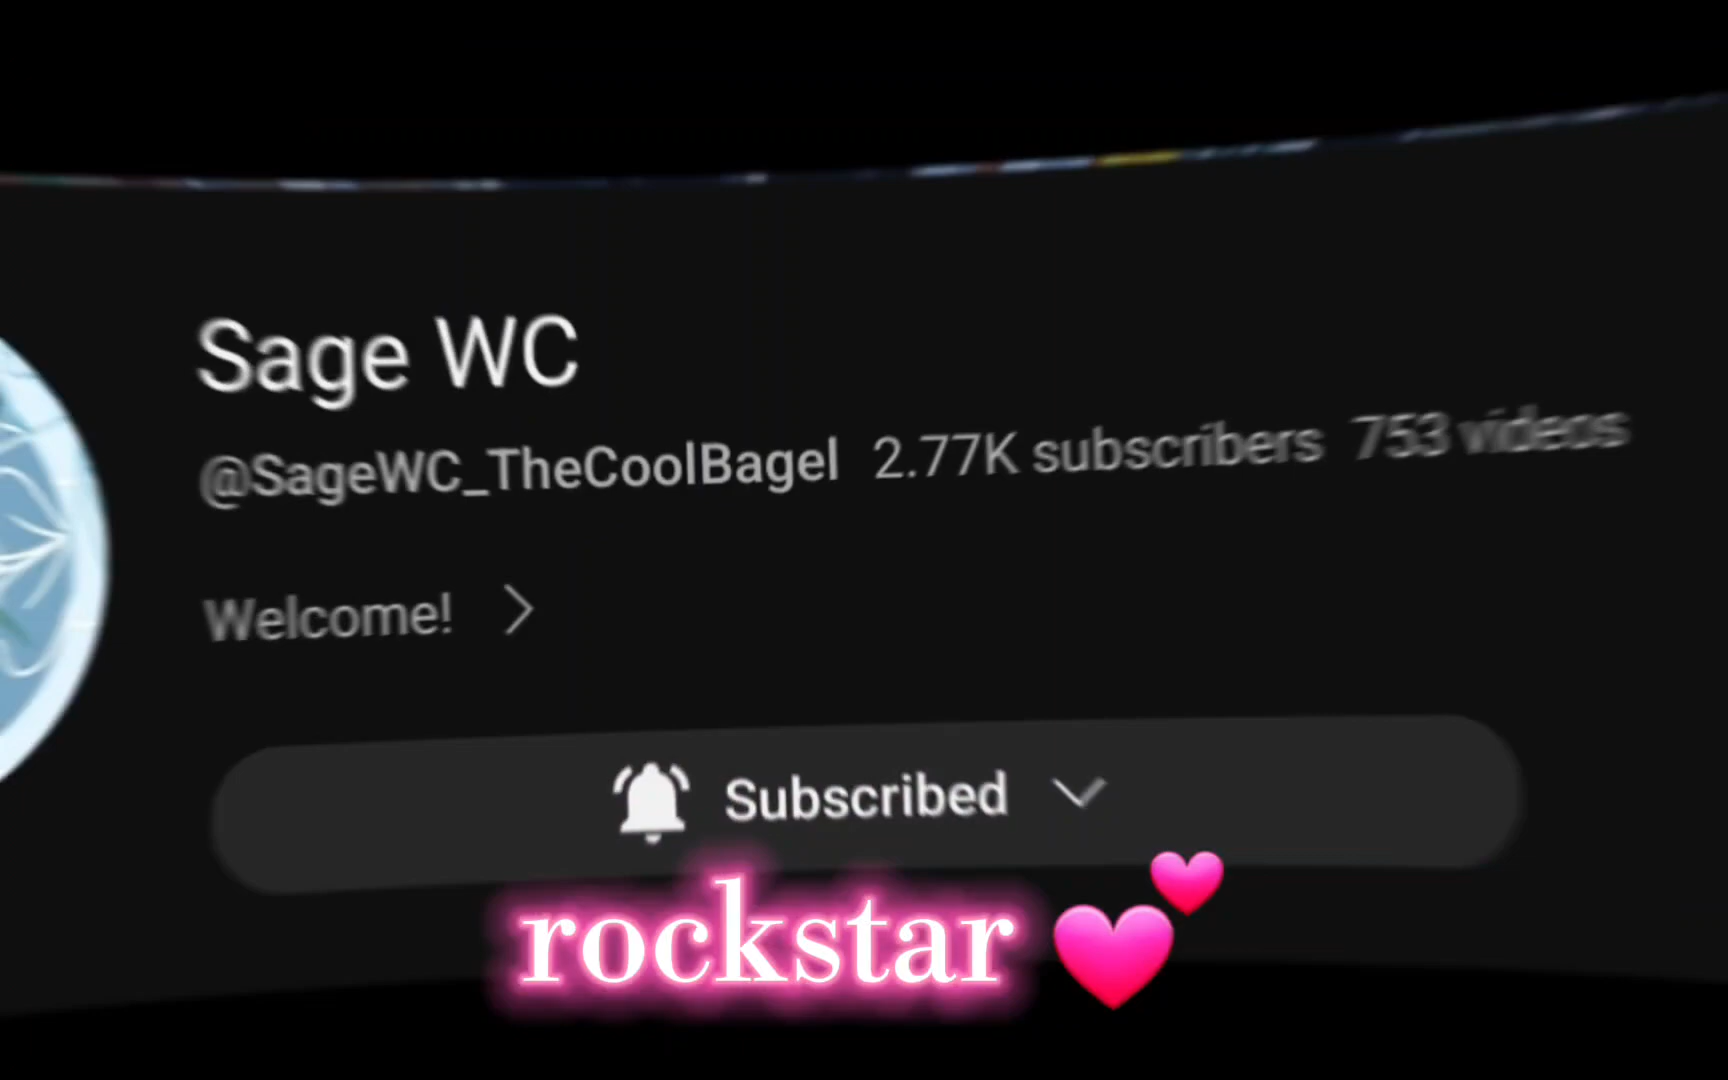 Sage WC
@SageWC_TheCoolBagel 2.77K subscribers 753 videos
Welcome!
Subscribed
rockstar 💕